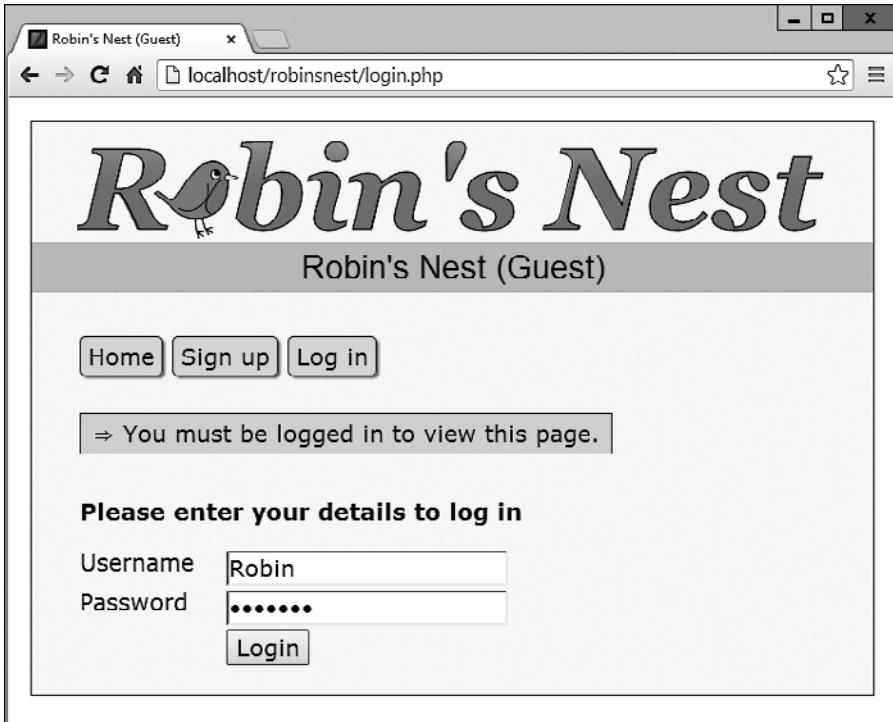 Robin's Nest (Guest)
localhost/robinsnest/login.php
Robin's Nest
Robin's Nest (Guest)
Home Sign up Log in
⇒ You must be logged in to view this page.
Please enter your details to log in
Username Robin
Password •••••••
Login